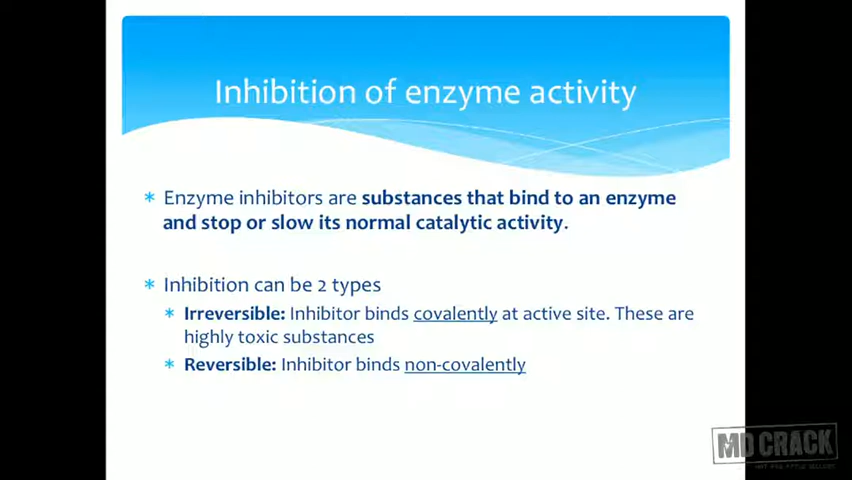 Inhibition of enzyme activity
* Enzyme inhibitors are substances that bind to an enzyme
and stop or slow its normal catalytic activity.
* Inhibition can be 2 types
* Irreversible: Inhibitor binds covalently at active site. These are
highly toxic substances
* Reversible: Inhibitor binds non-covalently
MD CRACK